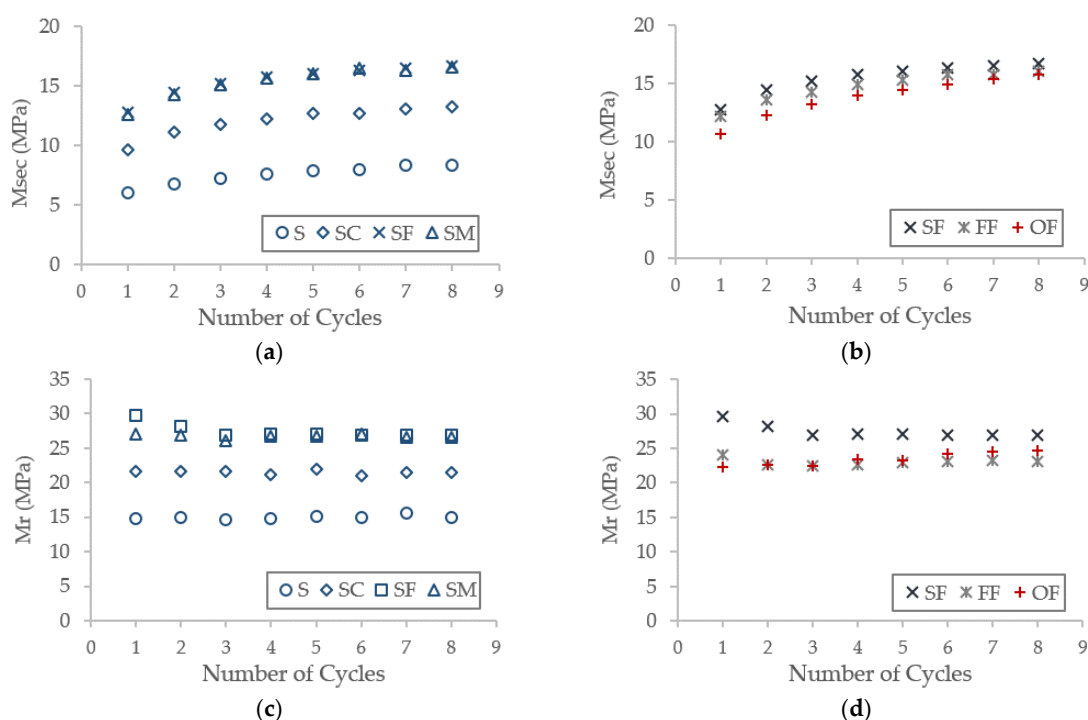 20
15
10
5
0
Msec (MPa)
S SC SF SM
0 1 2 3 4 5 6 7 8 9
Number of Cycles
(a)
20
15
10
5
0
Msec (MPa)
SF FF OF
0 1 2 3 4 5 6 7 8 9
Number of Cycles
(b)
35
30
25
20
15
10
5
0
Mr (MPa)
S SC SF SM
0 1 2 3 4 5 6 7 8 9
Number of Cycles
(c)
35
30
25
20
15
10
5
0
Mr (MPa)
SF FF OF
0 1 2 3 4 5 6 7 8 9
Number of Cycles
(d)